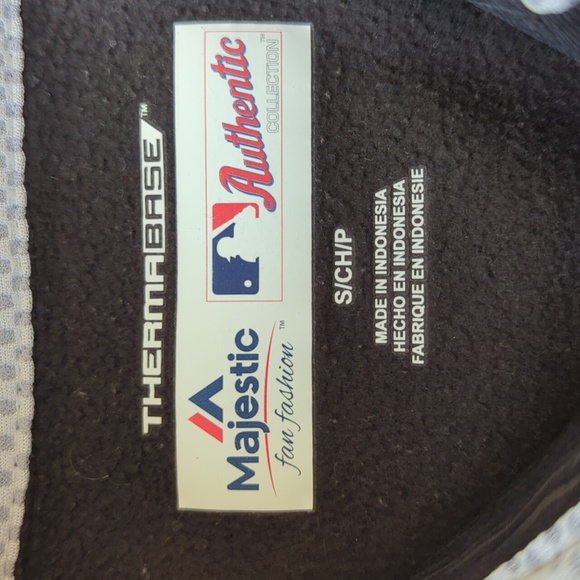 THERMABASE™
Majestic™
fan fashion
Authentic™
COLLECTION
S/CH/P
MADE IN INDONESIA
HECHO EN INDONESIA
FABRIQUE EN INDONESIE